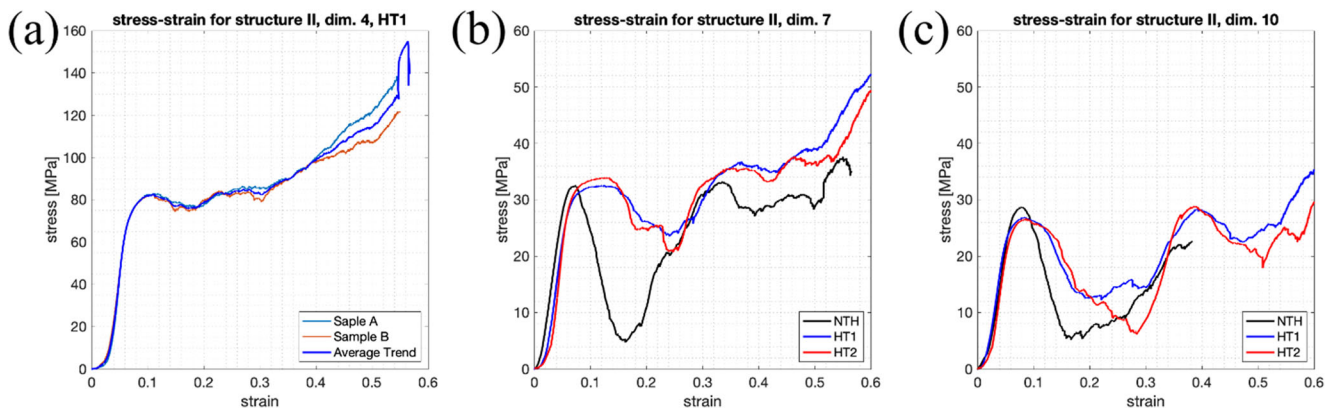 (a)
stress-strain for structure II, dim. 4, HT1
160
140
120
100
80
60
40
20
0
stress [MPa]
0 0.1 0.2 0.3 0.4 0.5 0.6
strain
Saple A
Sample B
Average Trend
(b)
stress-strain for structure II, dim. 7
60
50
40
30
20
10
0
stress [MPa]
0 0.1 0.2 0.3 0.4 0.5 0.6
strain
NTH
HT1
HT2
(c)
stress-strain for structure II, dim. 10
60
50
40
30
20
10
0
stress [MPa]
0 0.1 0.2 0.3 0.4 0.5 0.6
strain
NTH
HT1
HT2